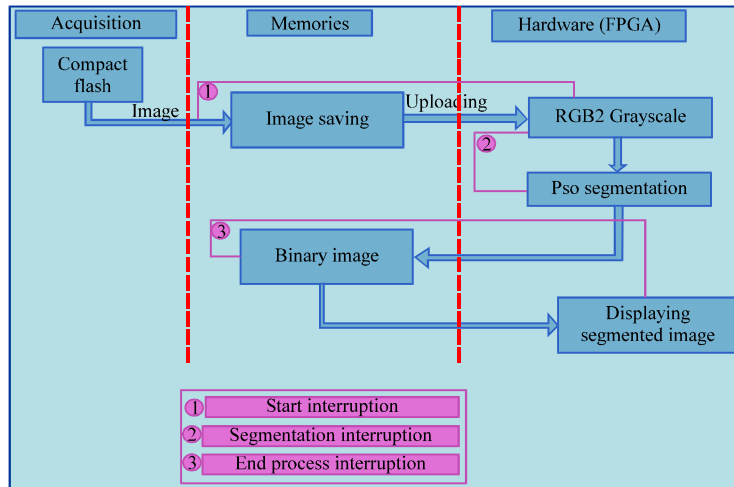 Acquisition
Memories
Hardware (FPGA)
Compact
flash
Image
1
Image saving
Uploading
RGB2 Grayscale
2
Pso segmentation
3
Binary image
Displaying
segmented image
1 Start interruption
2 Segmentation interruption
3 End process interruption